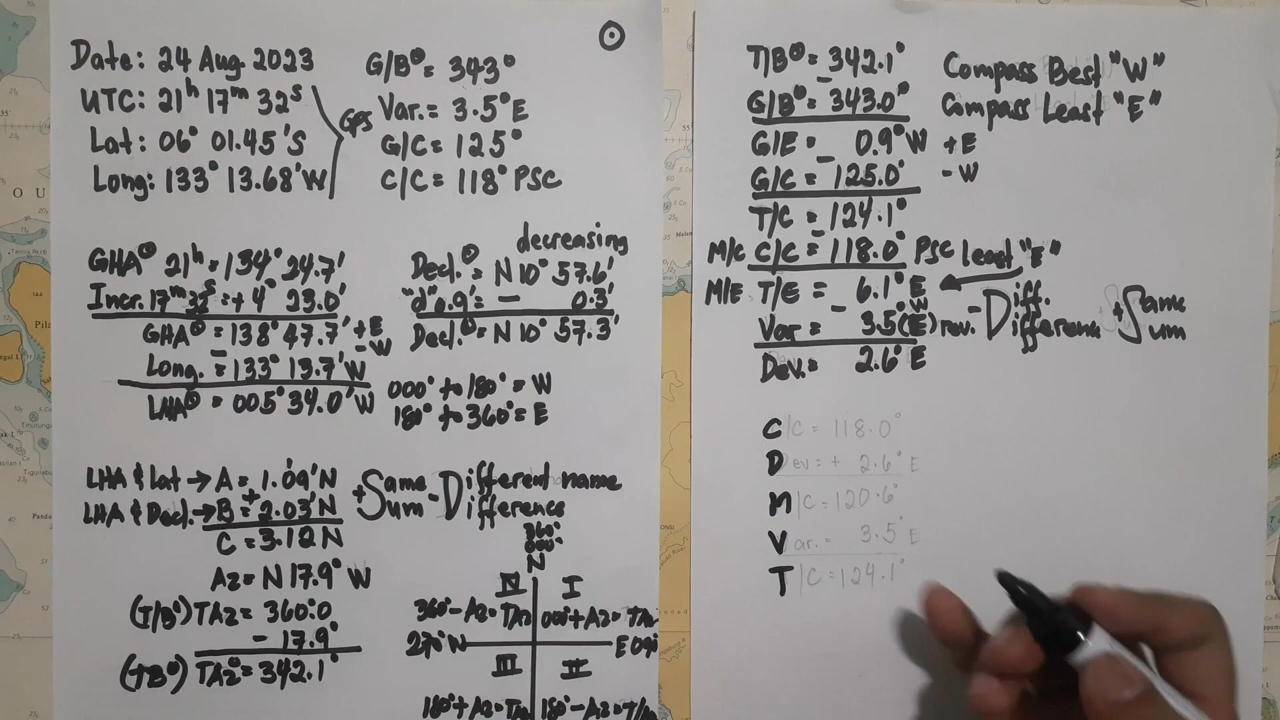 Date: 24 Aug 2023
UTC: 21h 17m 32s
Lat: 06° 01.45'S
Long: 133° 13.68'W
GPS
G/B☉ = 343°
Var. = 3.5°E
G/C = 125°
C/C = 118° PSC
GHA☉ 21h = 134° 24.7'
Incr. 17m 32s = + 4° 23.0'
GHA☉ = 138° 47.7' +E
Long. = 133° 13.7'W -W
LHA☉ = 005° 34.0'W
decreasing
Decl.☉ = N 10° 57.6'
"d" 0.9' = - 0.3'
Decl.☉ = N 10° 57.3'
000° to 180° = W
180° to 360° = E
LHA & Lat → A = 1.09'N
LHA & Decl. → B = + 2.03'N
C = 3.12 N
+Same Sum
-Different name Difference
Az = N 17.9° W
(T/B☉) TAz = 360.0
- 17.9°
(TB☉) TAz☉ = 342.1°
360°
000°
N
IV I
360°-Az=TAz 000+Az=TAz
270°W E 090
III II
180°+Az=TAz 180°-Az=TAz
T/B☉ = 342.1°
G/B☉ = - 343.0°
G/E = 0.9°W
G/C = - 125.0°
T/C = 124.1°
M/C C/C = - 118.0° PSC
M/E T/E = 6.1°E
Var = - 3.5°(E) W rev.
Dev. = 2.6° E
Compass Best "W"
Compass Least "E"
+E
-W
Least "E"
-Diff. Difference
+Same Sum
C/C = 118.0°
Dev = + 2.6° E
M/C = 120.6°
Var. = 3.5° E
T/C = 124.1°